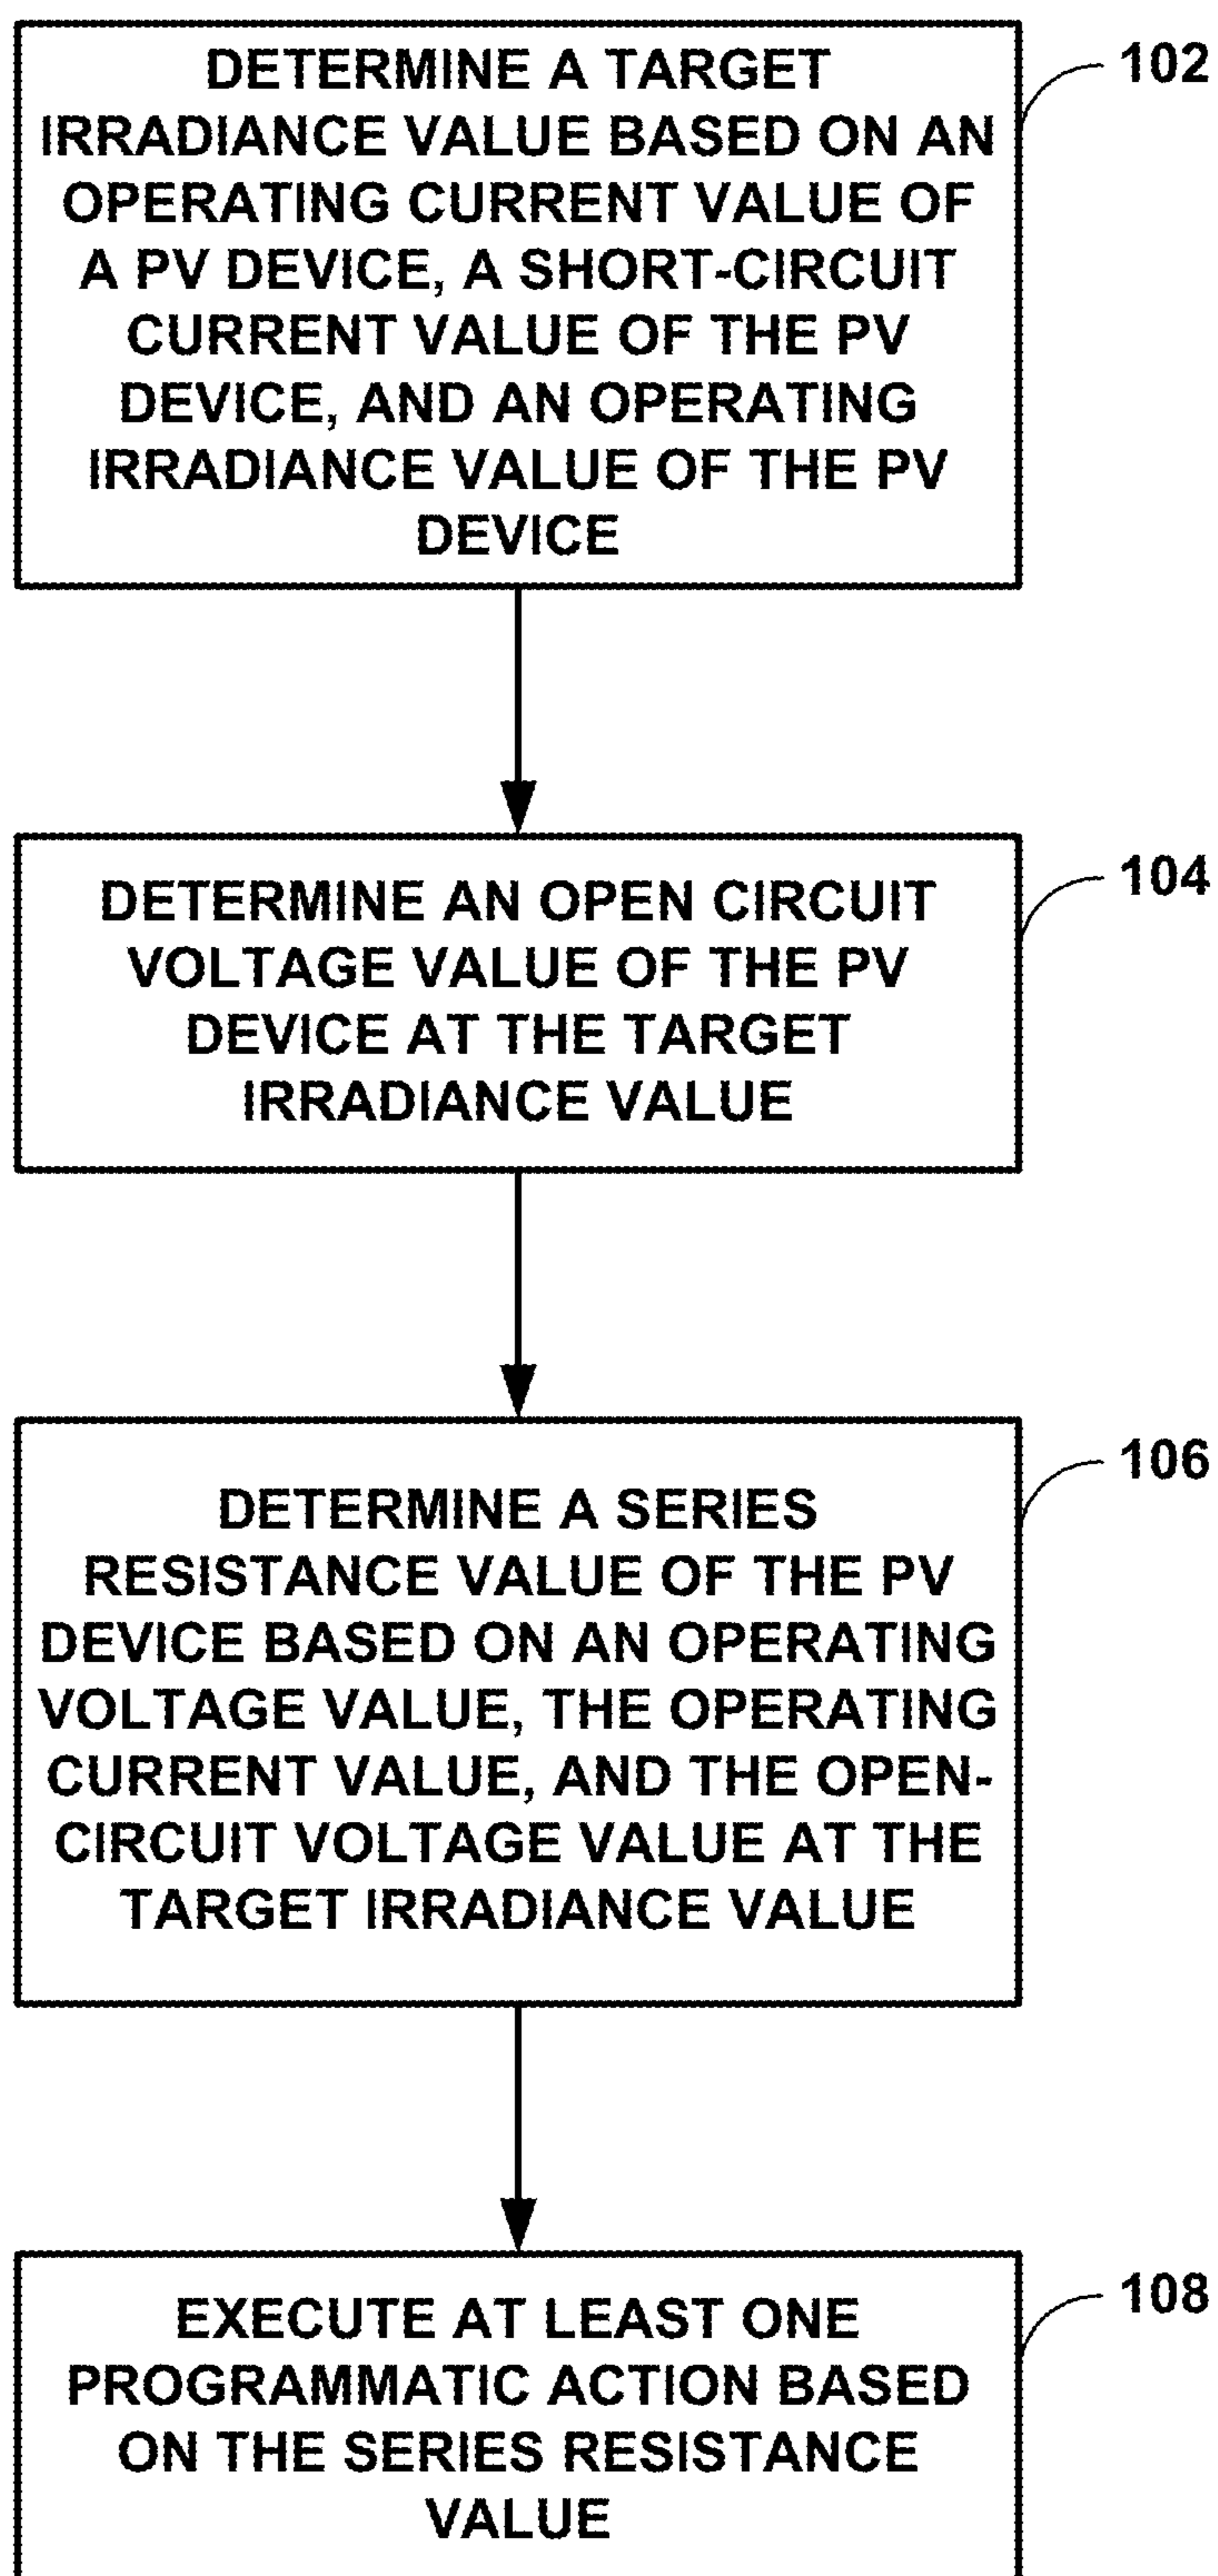 DETERMINE A TARGET
IRRADIANCE VALUE BASED ON AN
OPERATING CURRENT VALUE OF
A PV DEVICE, A SHORT-CIRCUIT
CURRENT VALUE OF THE PV
DEVICE, AND AN OPERATING
IRRADIANCE VALUE OF THE PV
DEVICE
102
DETERMINE AN OPEN CIRCUIT
VOLTAGE VALUE OF THE PV
DEVICE AT THE TARGET
IRRADIANCE VALUE
104
DETERMINE A SERIES
RESISTANCE VALUE OF THE PV
DEVICE BASED ON AN OPERATING
VOLTAGE VALUE, THE OPERATING
CURRENT VALUE, AND THE OPEN-
CIRCUIT VOLTAGE VALUE AT THE
TARGET IRRADIANCE VALUE
106
EXECUTE AT LEAST ONE
PROGRAMMATIC ACTION BASED
ON THE SERIES RESISTANCE
VALUE
108